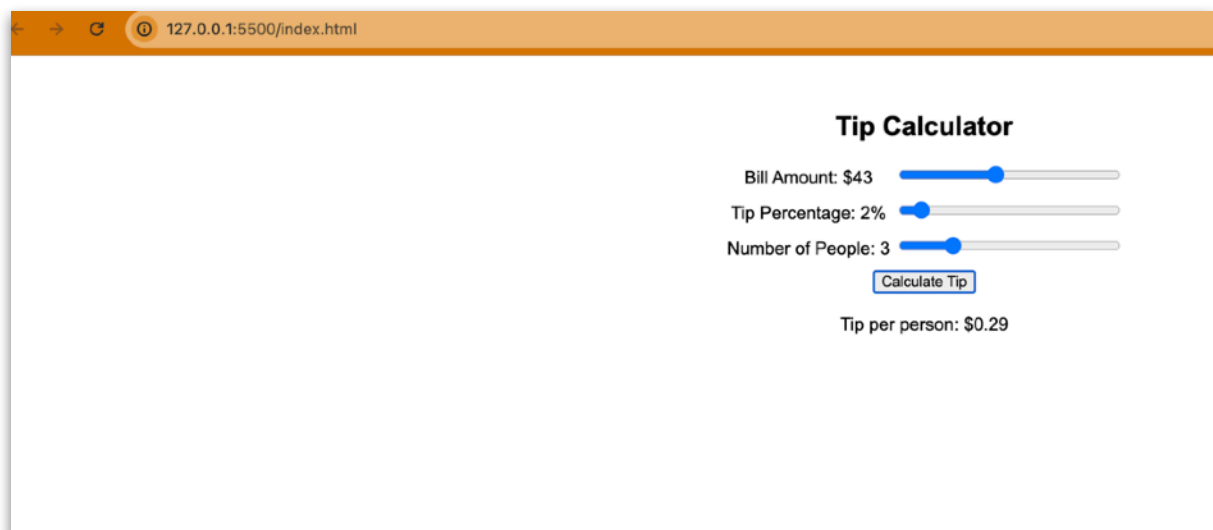 127.0.0.1:5500/index.html
Tip Calculator
Bill Amount: $43
Tip Percentage: 2%
Number of People: 3
Calculate Tip
Tip per person: $0.29